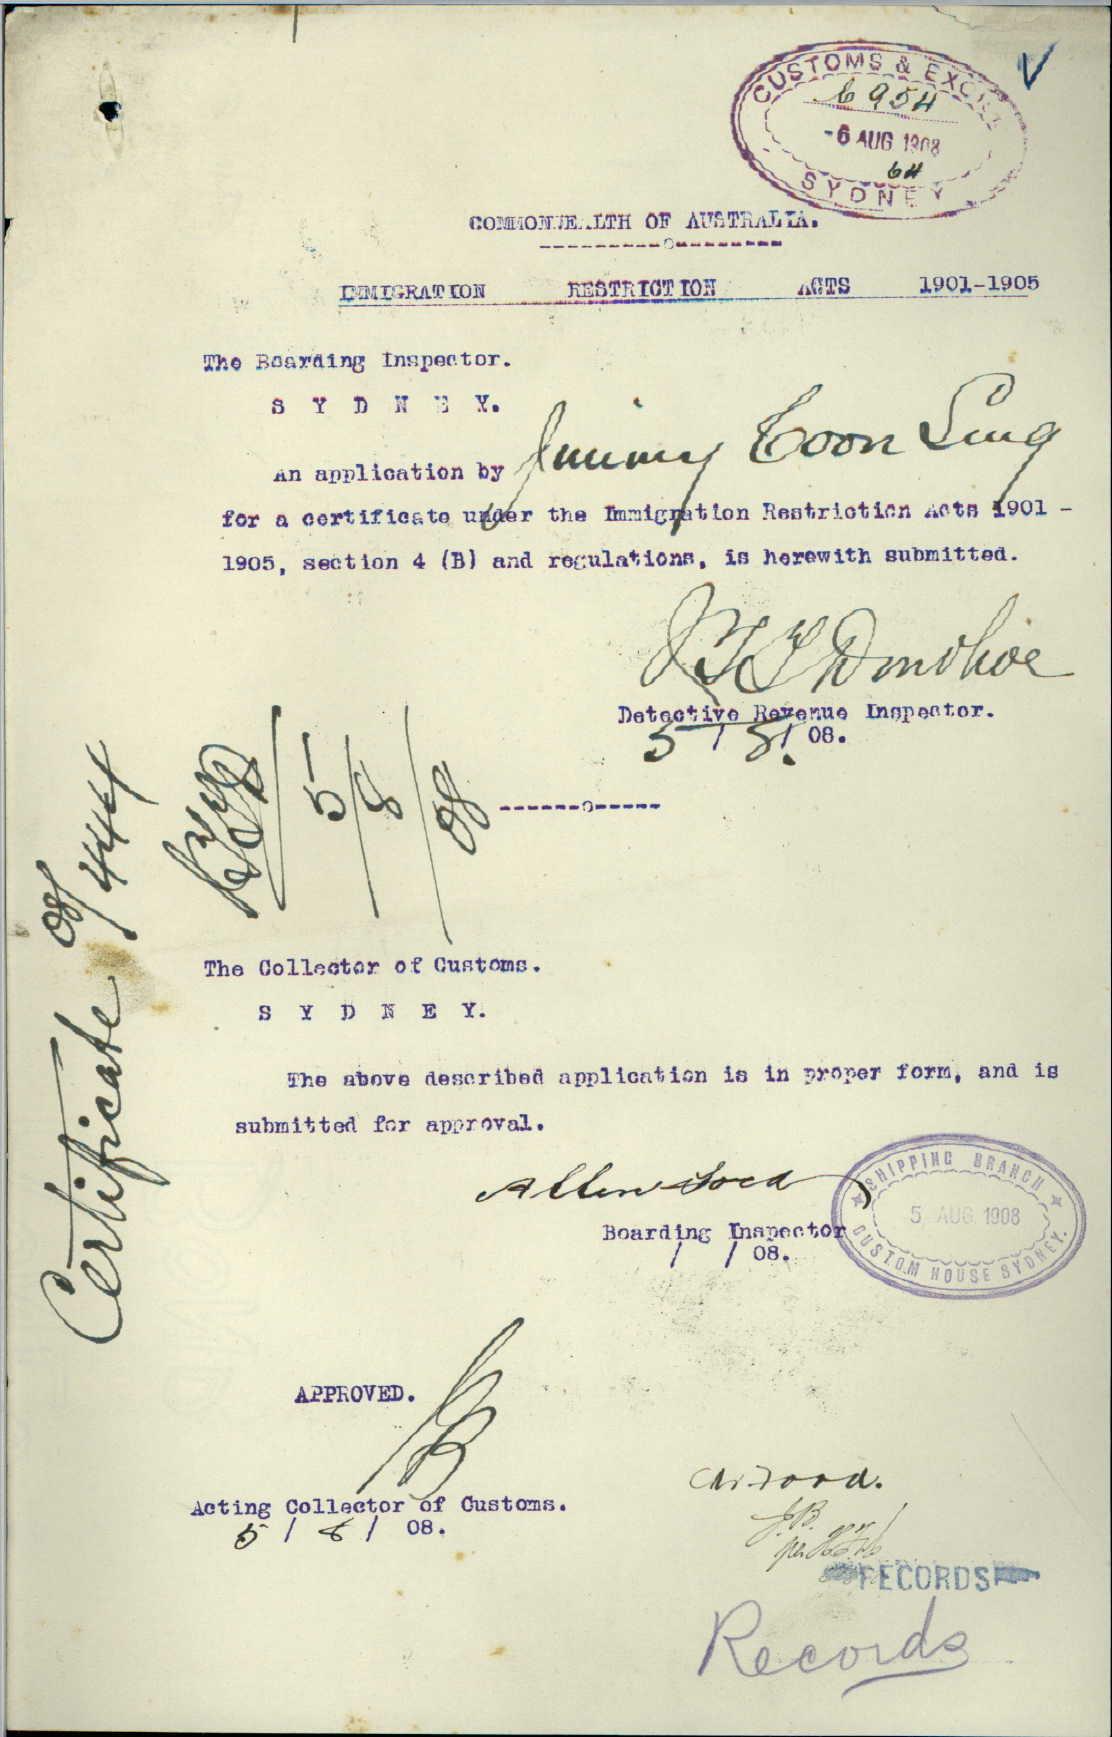 CUSTOMS & EXCISE
6954
-6 AUG 1908
64
SYDNEY
COMMONWEALTH OF AUSTRALIA.
---------o--------
IMMIGRATION RESTRICTION ACTS 1901-1905
The Boarding Inspector.
S Y D N E Y.
An application by Jimmy Coon Sing
for a certificate under the Immigration Restriction Acts 1901 -
1905, section 4 (B) and regulations, is herewith submitted.
Donohoe
Detective Revenue Inspector.
5 / 8 / 08.
------o-----
5/8/08
Certificate 08/444
The Collector of Customs.
S Y D N E Y.
The above described application is in proper form, and is
submitted for approval.
Boarding Inspector
/ / 08.
SHIPPING BRANCH
5 AUG 1908
CUSTOM HOUSE SYDNEY.
APPROVED.
Acting Collector of Customs.
5 / 8 / 08.
J.B.
RECORDS
Records